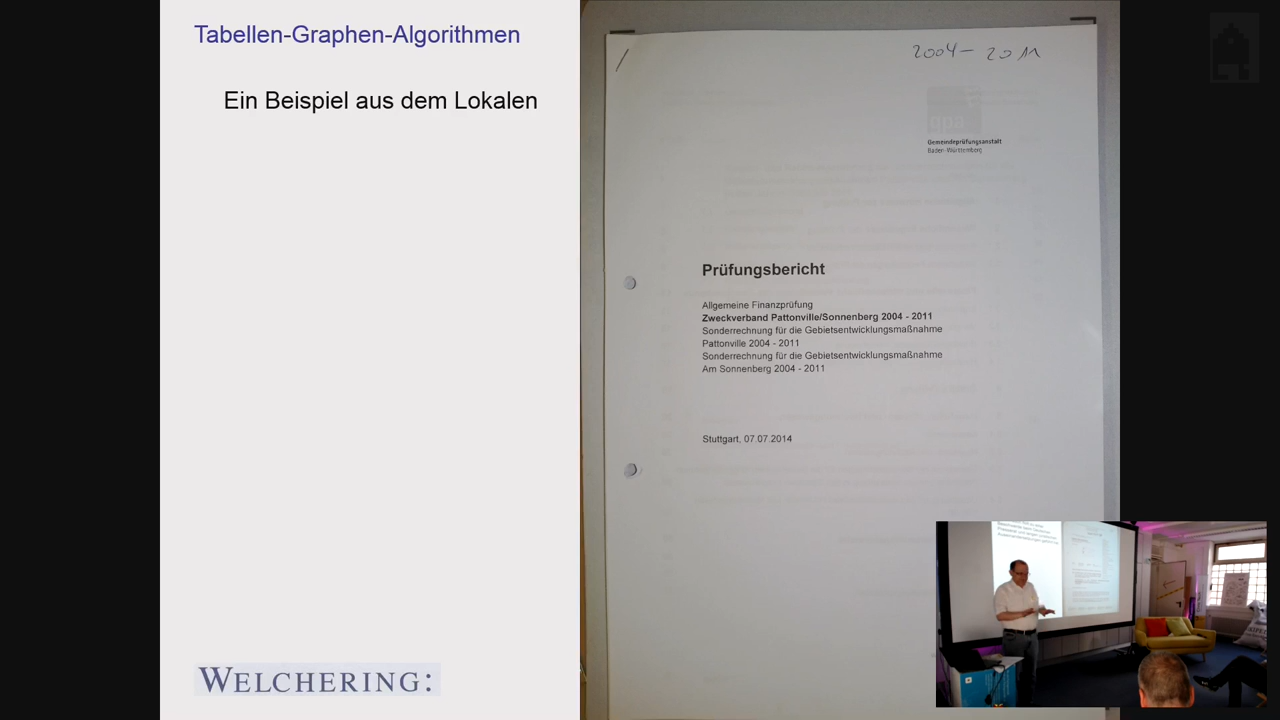 Tabellen-Graphen-Algorithmen
Ein Beispiel aus dem Lokalen
WELCHERING:
2004 - 2011
gpa
Gemeindeprüfungsanstalt
Baden-Württemberg
Prüfungsbericht
Allgemeine Finanzprüfung
Zweckverband Pattonville/Sonnenberg 2004 - 2011
Sonderrechnung für die Gebietsentwicklungsmaßnahme
Pattonville 2004 - 2011
Sonderrechnung für die Gebietsentwicklungsmaßnahme
Am Sonnenberg 2004 - 2011
Stuttgart, 07.07.2014